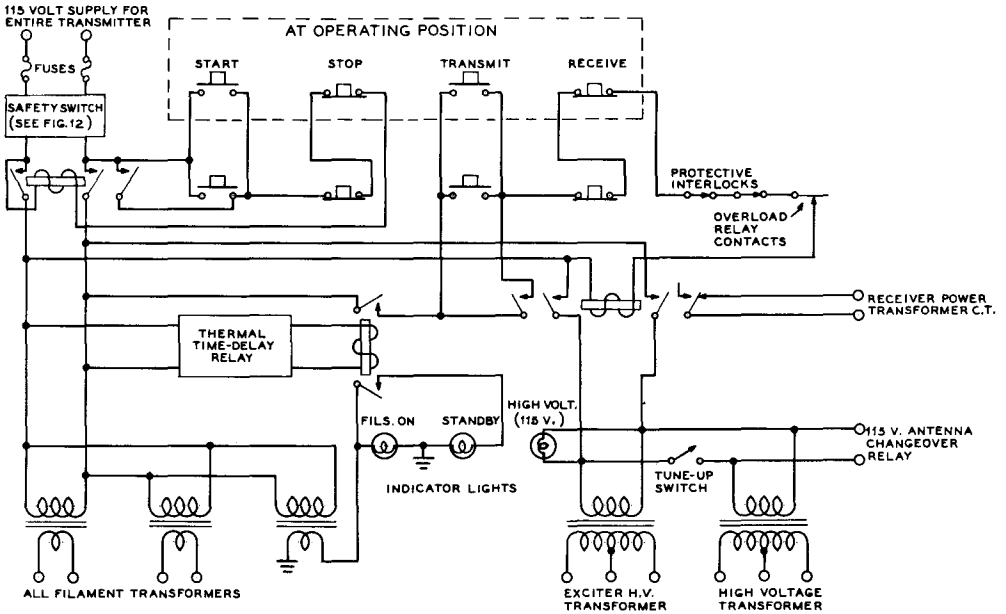 115 VOLT SUPPLY FOR
ENTIRE TRANSMITTER
AT OPERATING POSITION
FUSES
START
STOP
TRANSMIT
RECEIVE
SAFETY SWITCH
(SEE FIG. 12)
PROTECTIVE
INTERLOCKS
OVERLOAD
RELAY
CONTACTS
RECEIVER POWER
TRANSFORMER C.T.
THERMAL
TIME-DELAY
RELAY
FILS. ON
STANDBY
HIGH VOLT.
(115 V.)
115 V. ANTENNA
CHANGEOVER
RELAY
INDICATOR LIGHTS
TUNE-UP
SWITCH
ALL FILAMENT TRANSFORMERS
EXCITER H.V.
TRANSFORMER
HIGH VOLTAGE
TRANSFORMER